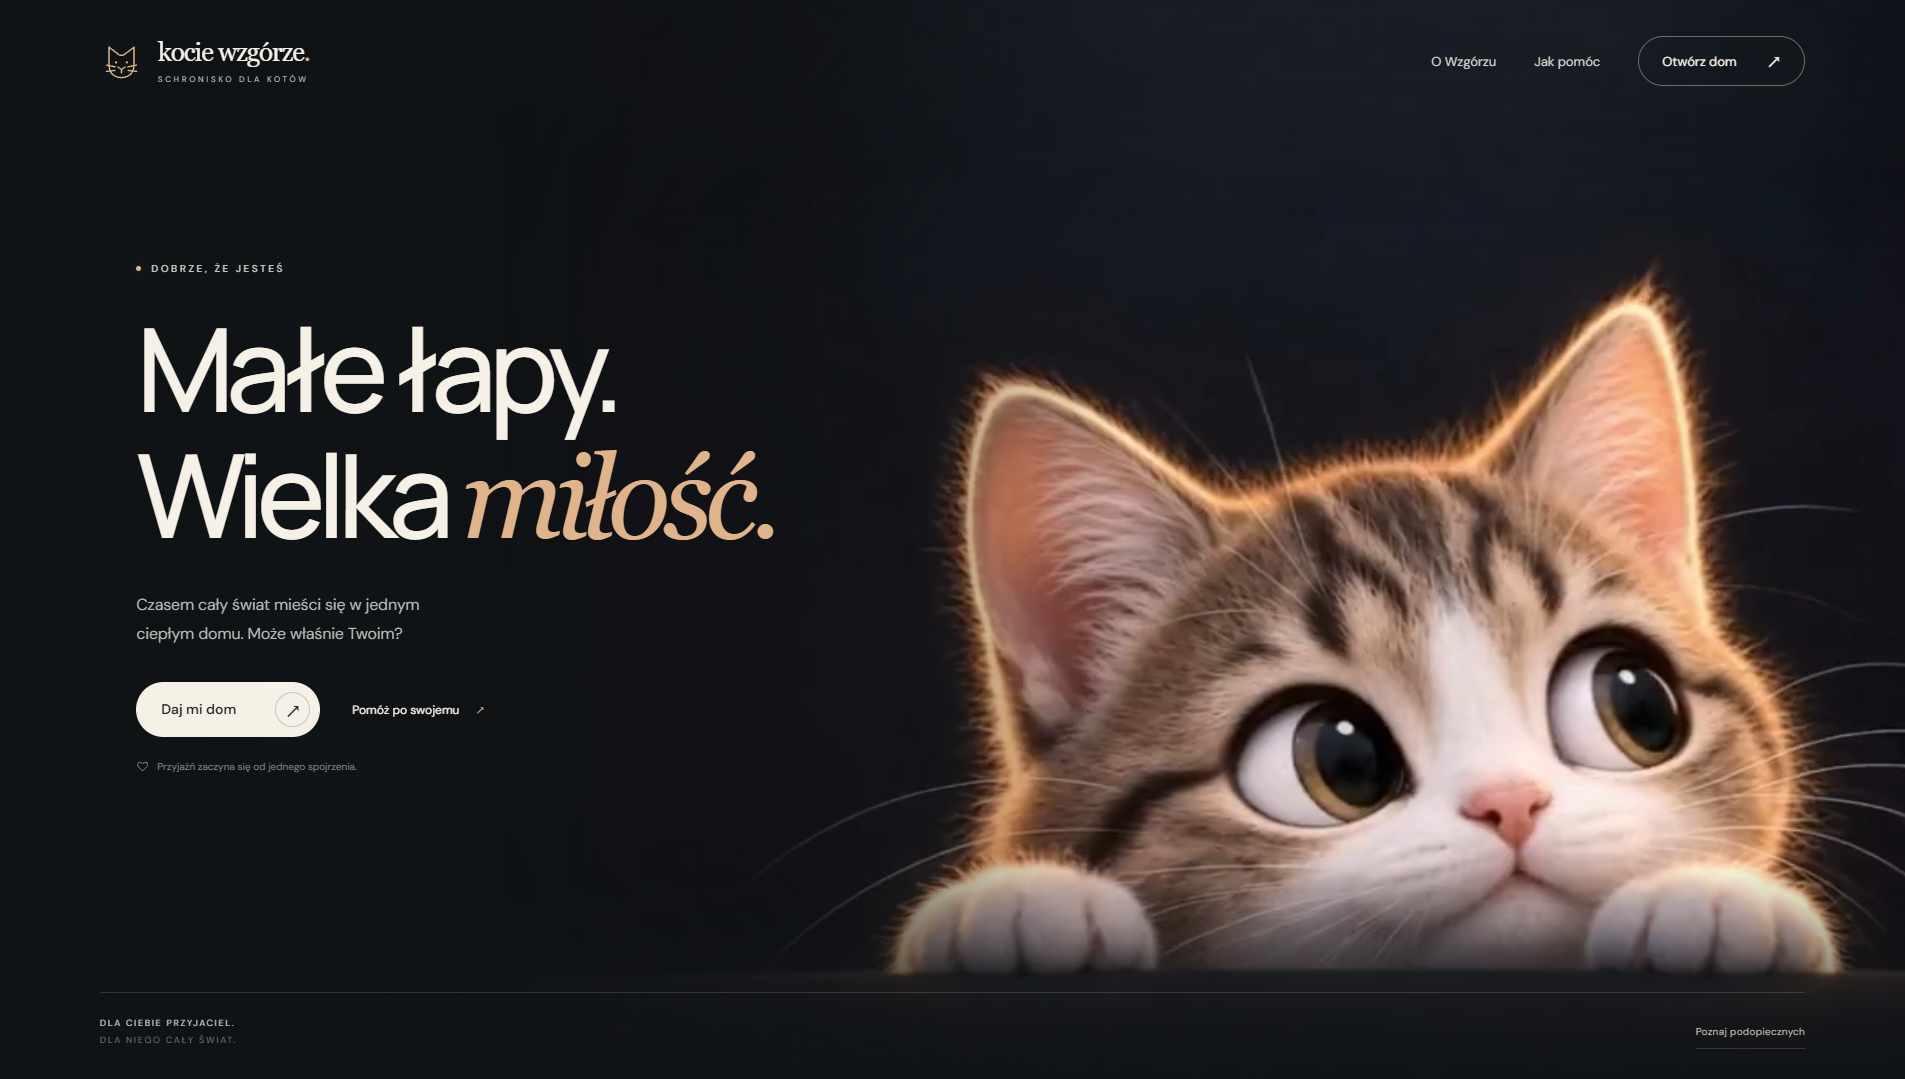 kocie wzgórze.
SCHRONISKO DLA KOTÓW
O Wzgórzu
Jak pomóc
Otwórz dom ↗
DOBRZE, ŻE JESTEŚ
Małe łapy.
Wielka miłość.
Czasem cały świat mieści się w jednym
ciepłym domu. Może właśnie Twoim?
Daj mi dom ↗
Pomóż po swojemu ↗
Przyjaźń zaczyna się od jednego spojrzenia.
DLA CIEBIE PRZYJACIEL.
DLA NIEGO CAŁY ŚWIAT.
Poznaj podopiecznych